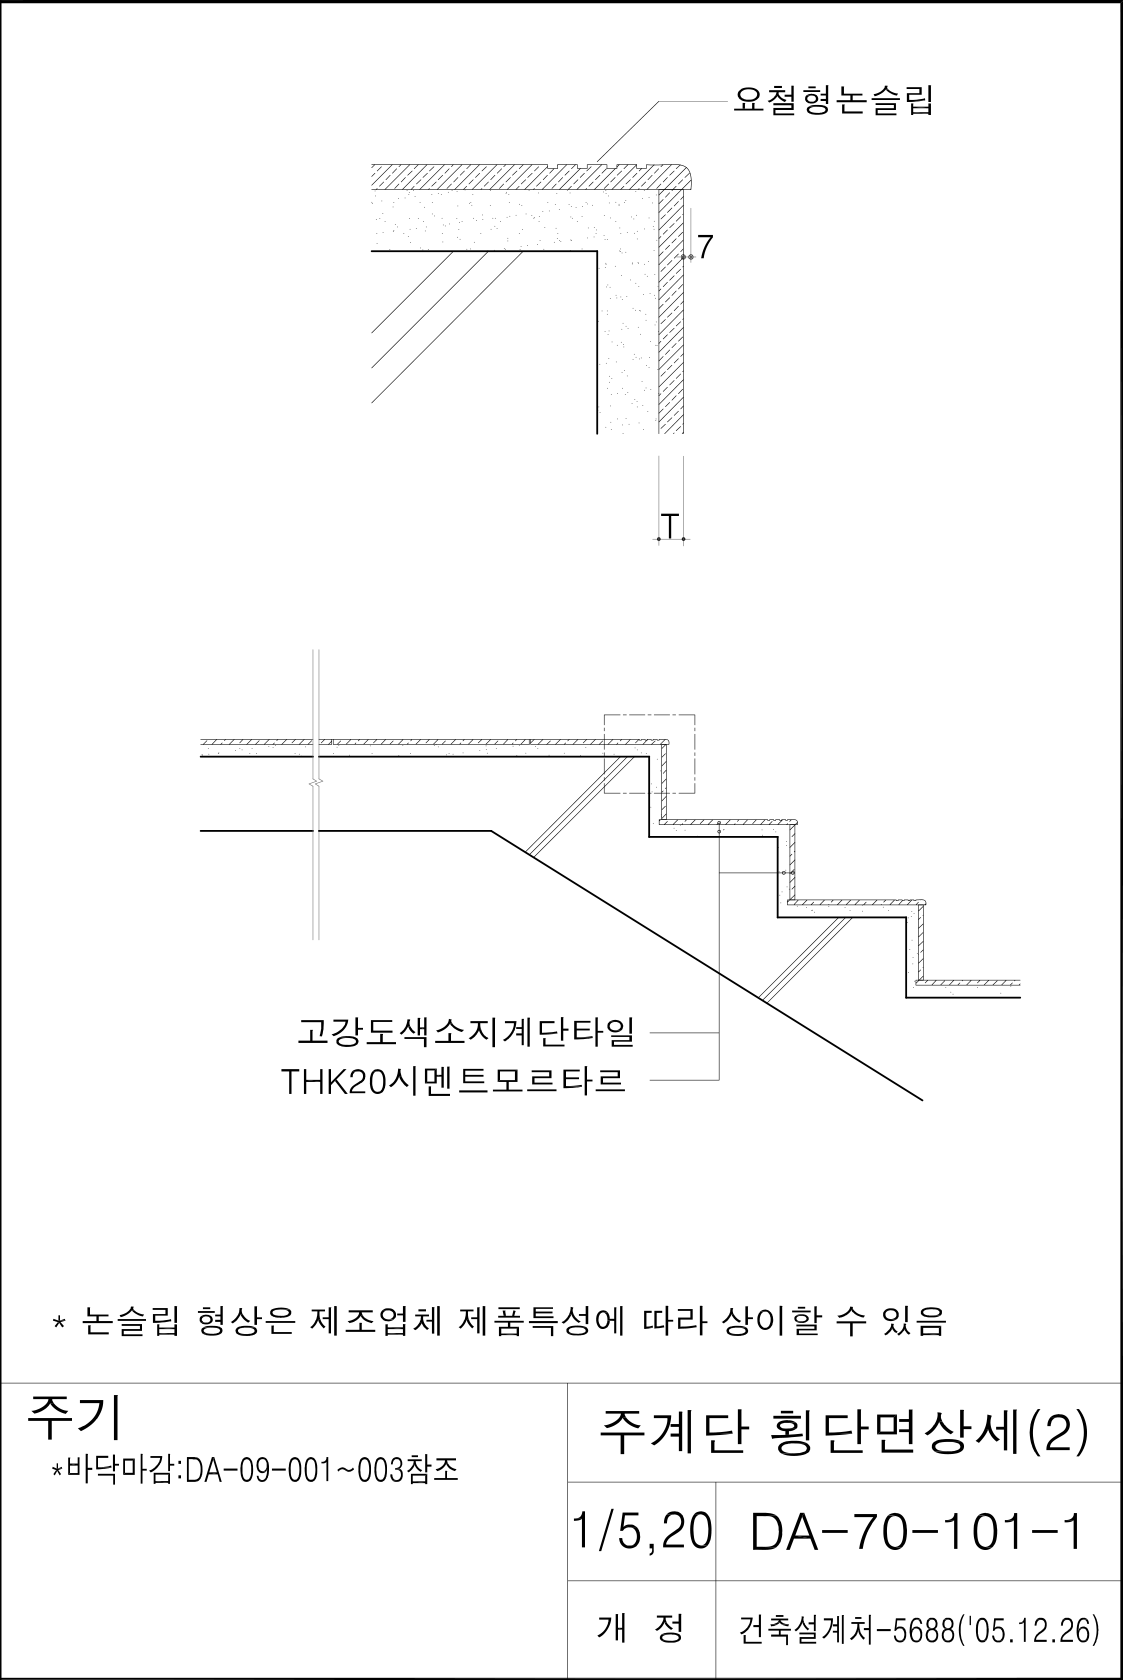 요철형논슬립
7
T
고강도색소지계단타일
THK20시멘트모르타르
* 논슬립 형상은 제조업체 제품특성에 따라 상이할 수 있음
주기
*바닥마감:DA-09-001~003참조
주계단 횡단면상세(2)
1/5,20
DA-70-101-1
개 정
건축설계처-5688('05.12.26)